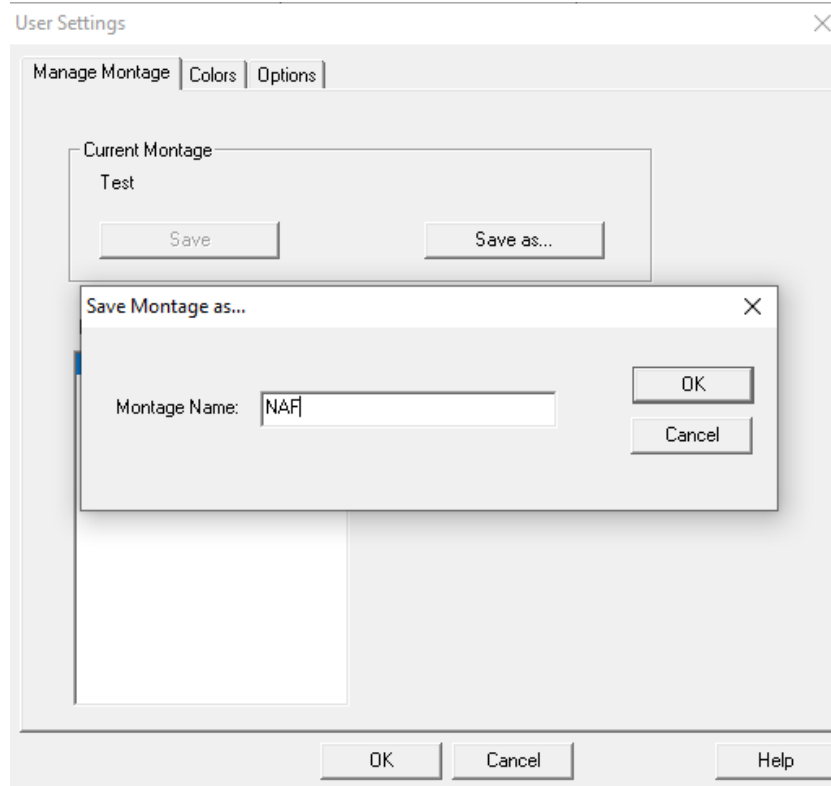 User Settings
Manage Montage Colors Options
Current Montage
Test
Save Save as...
Save Montage as...
Montage Name: NAF OK
Cancel
OK Cancel Help